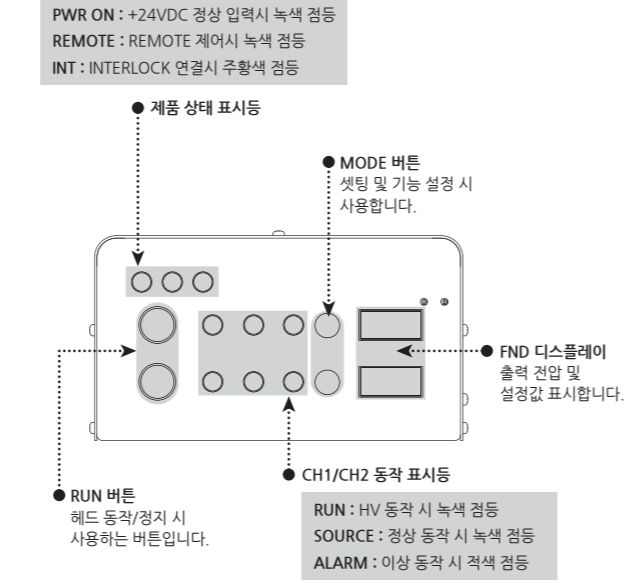 PWR ON : +24VDC 정상 입력시 녹색 점등
REMOTE : REMOTE 제어시 녹색 점등
INT : INTERLOCK 연결시 주황색 점등
● 제품 상태 표시등
● MODE 버튼
셋팅 및 기능 설정 시
사용합니다.
● FND 디스플레이
출력 전압 및
설정값 표시합니다.
● CH1/CH2 동작 표시등
● RUN 버튼
헤드 동작/정지 시
사용하는 버튼입니다.
RUN : HV 동작 시 녹색 점등
SOURCE : 정상 동작 시 녹색 점등
ALARM : 이상 동작 시 적색 점등